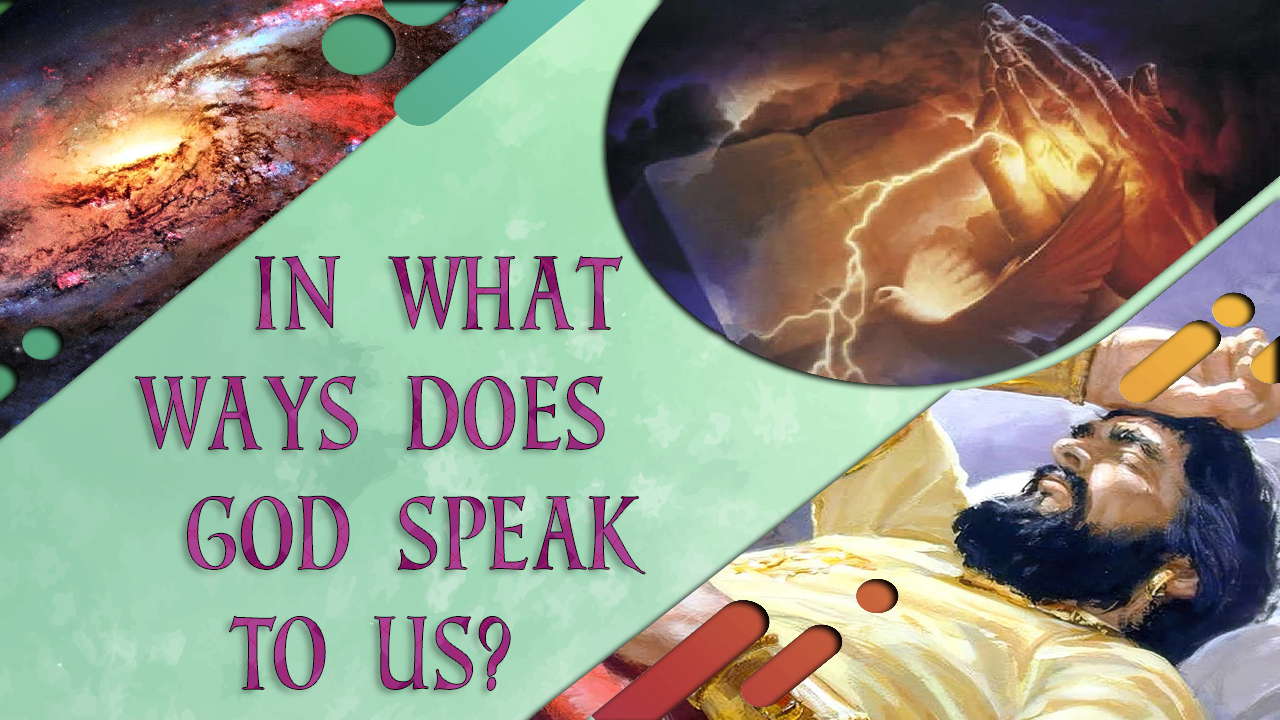 IN WHAT
WAYS DOES
GOD SPEAK
TO US?